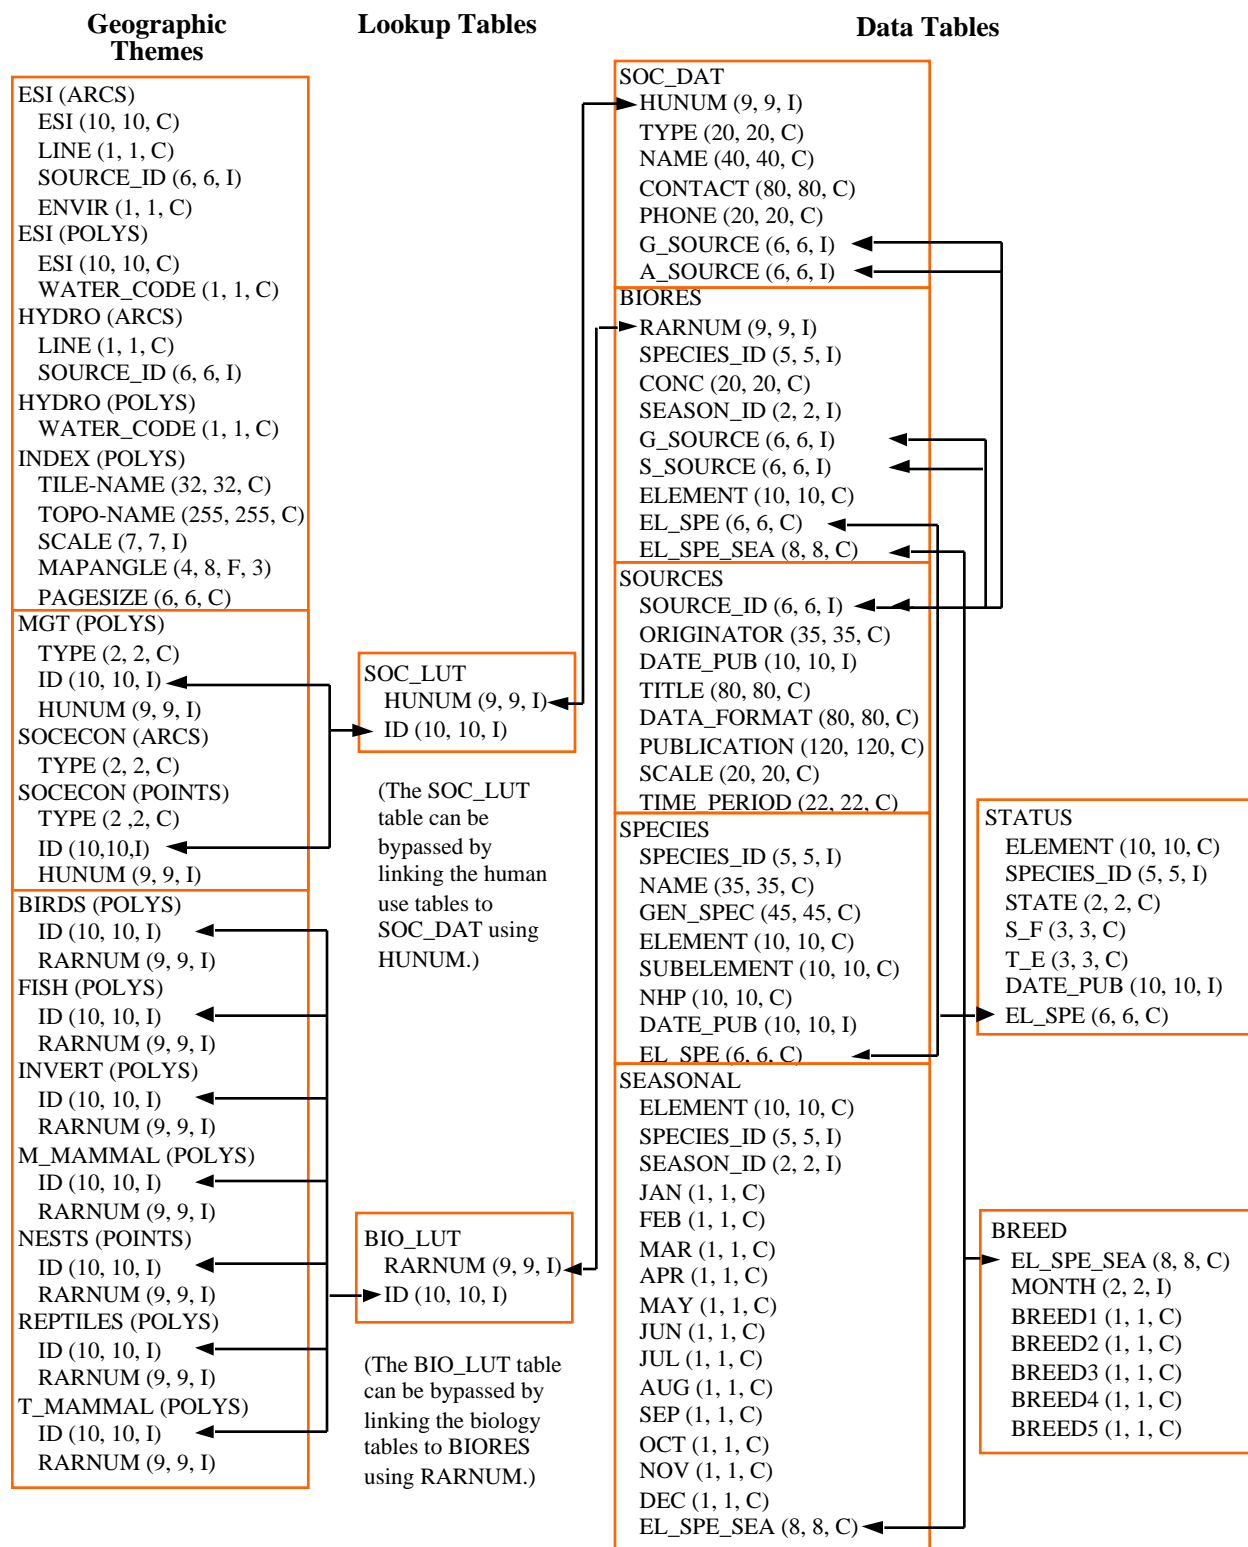 Geographic
Themes
Lookup Tables
Data Tables
ESI (ARCS)
ESI (10, 10, C)
LINE (1, 1, C)
SOURCE_ID (6, 6, I)
ENVIR (1, 1, C)
ESI (POLYS)
ESI (10, 10, C)
WATER_CODE (1, 1, C)
HYDRO (ARCS)
LINE (1, 1, C)
SOURCE_ID (6, 6, I)
HYDRO (POLYS)
WATER_CODE (1, 1, C)
INDEX (POLYS)
TILE-NAME (32, 32, C)
TOPO-NAME (255, 255, C)
SCALE (7, 7, I)
MAPANGLE (4, 8, F, 3)
PAGESIZE (6, 6, C)
MGT (POLYS)
TYPE (2, 2, C)
ID (10, 10, I)
HUNUM (9, 9, I)
SOCECON (ARCS)
TYPE (2, 2, C)
SOCECON (POINTS)
TYPE (2 ,2, C)
ID (10,10,I)
HUNUM (9, 9, I)
BIRDS (POLYS)
ID (10, 10, I)
RARNUM (9, 9, I)
FISH (POLYS)
ID (10, 10, I)
RARNUM (9, 9, I)
INVERT (POLYS)
ID (10, 10, I)
RARNUM (9, 9, I)
M_MAMMAL (POLYS)
ID (10, 10, I)
RARNUM (9, 9, I)
NESTS (POINTS)
ID (10, 10, I)
RARNUM (9, 9, I)
REPTILES (POLYS)
ID (10, 10, I)
RARNUM (9, 9, I)
T_MAMMAL (POLYS)
ID (10, 10, I)
RARNUM (9, 9, I)
SOC_LUT
HUNUM (9, 9, I)
ID (10, 10, I)
(The SOC_LUT
table can be
bypassed by
linking the human
use tables to
SOC_DAT using
HUNUM.)
BIO_LUT
RARNUM (9, 9, I)
ID (10, 10, I)
(The BIO_LUT table
can be bypassed by
linking the biology
tables to BIORES
using RARNUM.)
SOC_DAT
HUNUM (9, 9, I)
TYPE (20, 20, C)
NAME (40, 40, C)
CONTACT (80, 80, C)
PHONE (20, 20, C)
G_SOURCE (6, 6, I)
A_SOURCE (6, 6, I)
BIORES
RARNUM (9, 9, I)
SPECIES_ID (5, 5, I)
CONC (20, 20, C)
SEASON_ID (2, 2, I)
G_SOURCE (6, 6, I)
S_SOURCE (6, 6, I)
ELEMENT (10, 10, C)
EL_SPE (6, 6, C)
EL_SPE_SEA (8, 8, C)
SOURCES
SOURCE_ID (6, 6, I)
ORIGINATOR (35, 35, C)
DATE_PUB (10, 10, I)
TITLE (80, 80, C)
DATA_FORMAT (80, 80, C)
PUBLICATION (120, 120, C)
SCALE (20, 20, C)
TIME_PERIOD (22, 22, C)
SPECIES
SPECIES_ID (5, 5, I)
NAME (35, 35, C)
GEN_SPEC (45, 45, C)
ELEMENT (10, 10, C)
SUBELEMENT (10, 10, C)
NHP (10, 10, C)
DATE_PUB (10, 10, I)
EL_SPE (6, 6, C)
SEASONAL
ELEMENT (10, 10, C)
SPECIES_ID (5, 5, I)
SEASON_ID (2, 2, I)
JAN (1, 1, C)
FEB (1, 1, C)
MAR (1, 1, C)
APR (1, 1, C)
MAY (1, 1, C)
JUN (1, 1, C)
JUL (1, 1, C)
AUG (1, 1, C)
SEP (1, 1, C)
OCT (1, 1, C)
NOV (1, 1, C)
DEC (1, 1, C)
EL_SPE_SEA (8, 8, C)
STATUS
ELEMENT (10, 10, C)
SPECIES_ID (5, 5, I)
STATE (2, 2, C)
S_F (3, 3, C)
T_E (3, 3, C)
DATE_PUB (10, 10, I)
EL_SPE (6, 6, C)
BREED
EL_SPE_SEA (8, 8, C)
MONTH (2, 2, I)
BREED1 (1, 1, C)
BREED2 (1, 1, C)
BREED3 (1, 1, C)
BREED4 (1, 1, C)
BREED5 (1, 1, C)